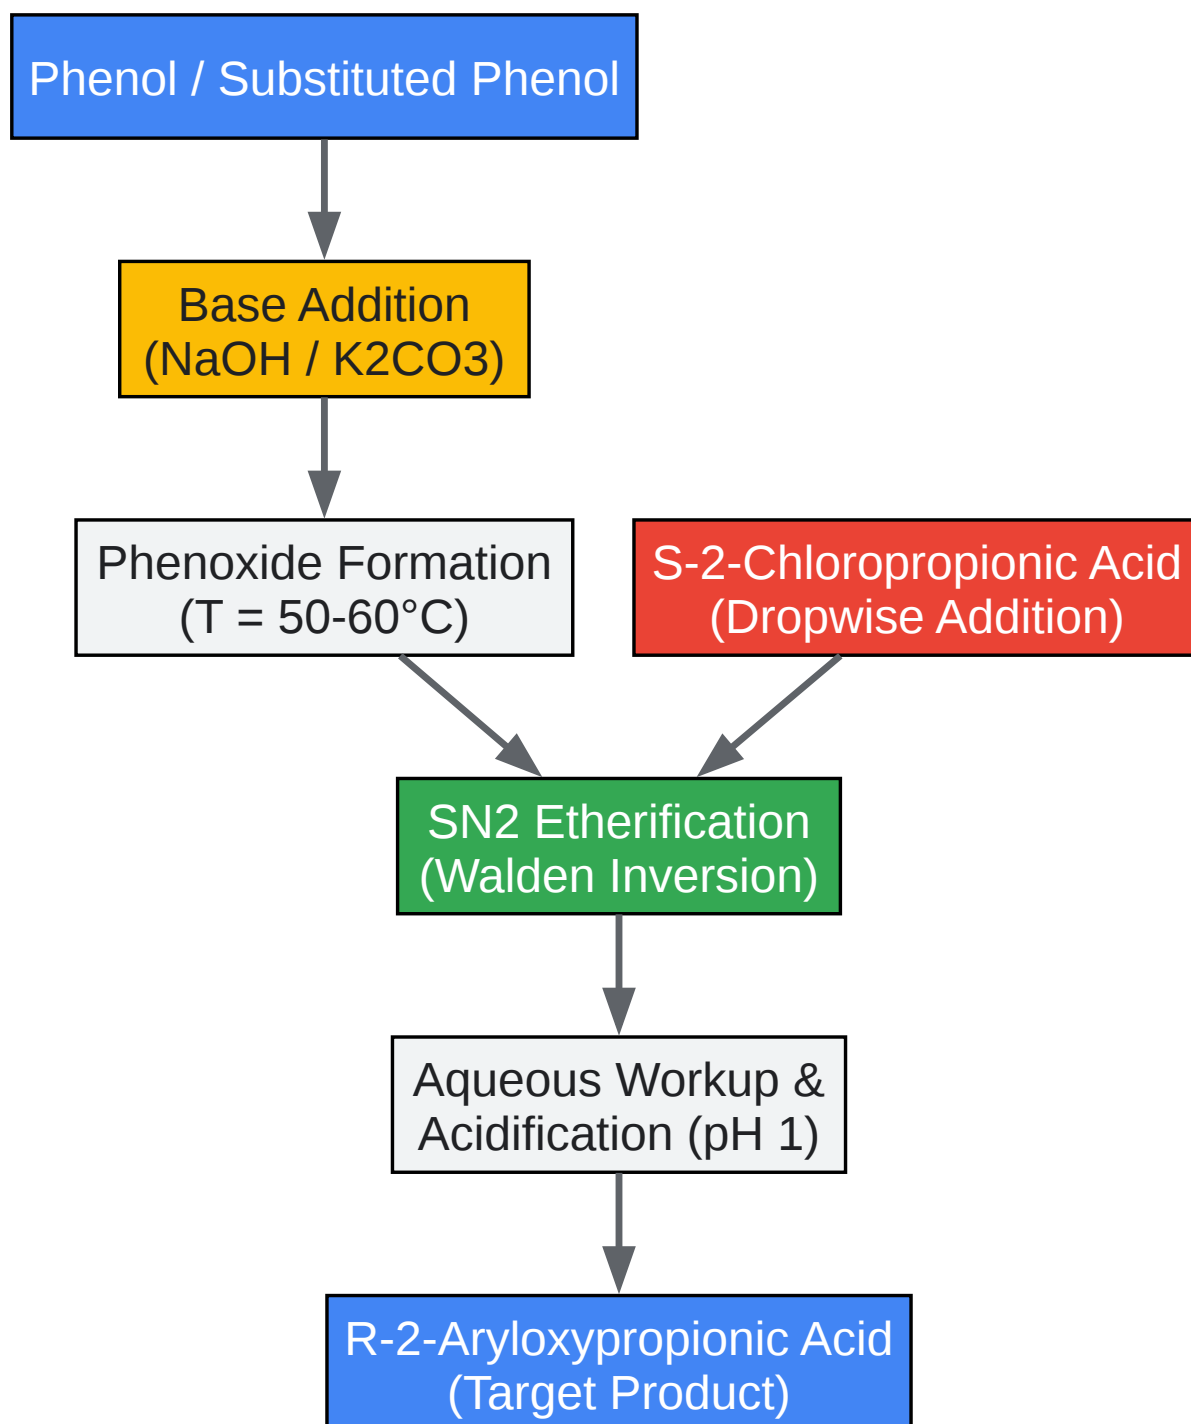 Phenol / Substituted Phenol
Base Addition
(NaOH / K2CO3)
Phenoxide Formation
(T = 50-60°C)
S-2-Chloropropionic Acid
(Dropwise Addition)
SN2 Etherification
(Walden Inversion)
Aqueous Workup &
Acidification (pH 1)
R-2-Aryloxypropionic Acid
(Target Product)